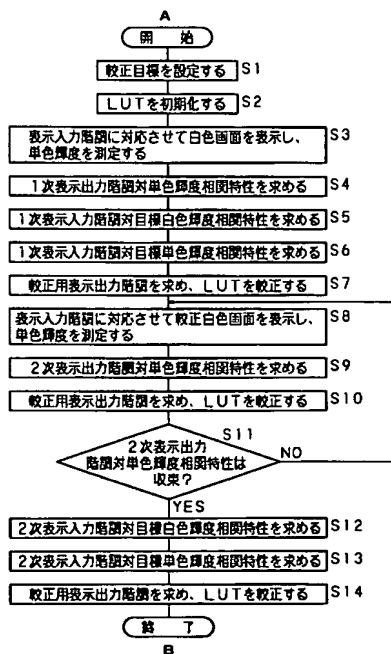 A
開 始
較正目標を設定する S1
LUTを初期化する S2
表示入力階調に対応させて白色画面を表示し、 S3
単色輝度を測定する
1次表示出力階調対単色輝度相関特性を求める S4
1次表示入力階調対目標白色輝度相関特性を求める S5
1次表示入力階調対目標単色輝度相関特性を求める S6
較正用表示出力階調を求め、LUTを較正する S7
表示入力階調に対応させて較正白色画面を表示し、 S8
単色輝度を測定する
2次表示出力階調対単色輝度相関特性を求める S9
較正用表示出力階調を求め、LUTを較正する S10
S11
2次表示出力
階調対単色輝度相関特性は NO
収束?
YES
2次表示入力階調対目標白色輝度相関特性を求める S12
2次表示入力階調対目標単色輝度相関特性を求める S13
較正用表示出力階調を求め、LUTを較正する S14
終 了
B